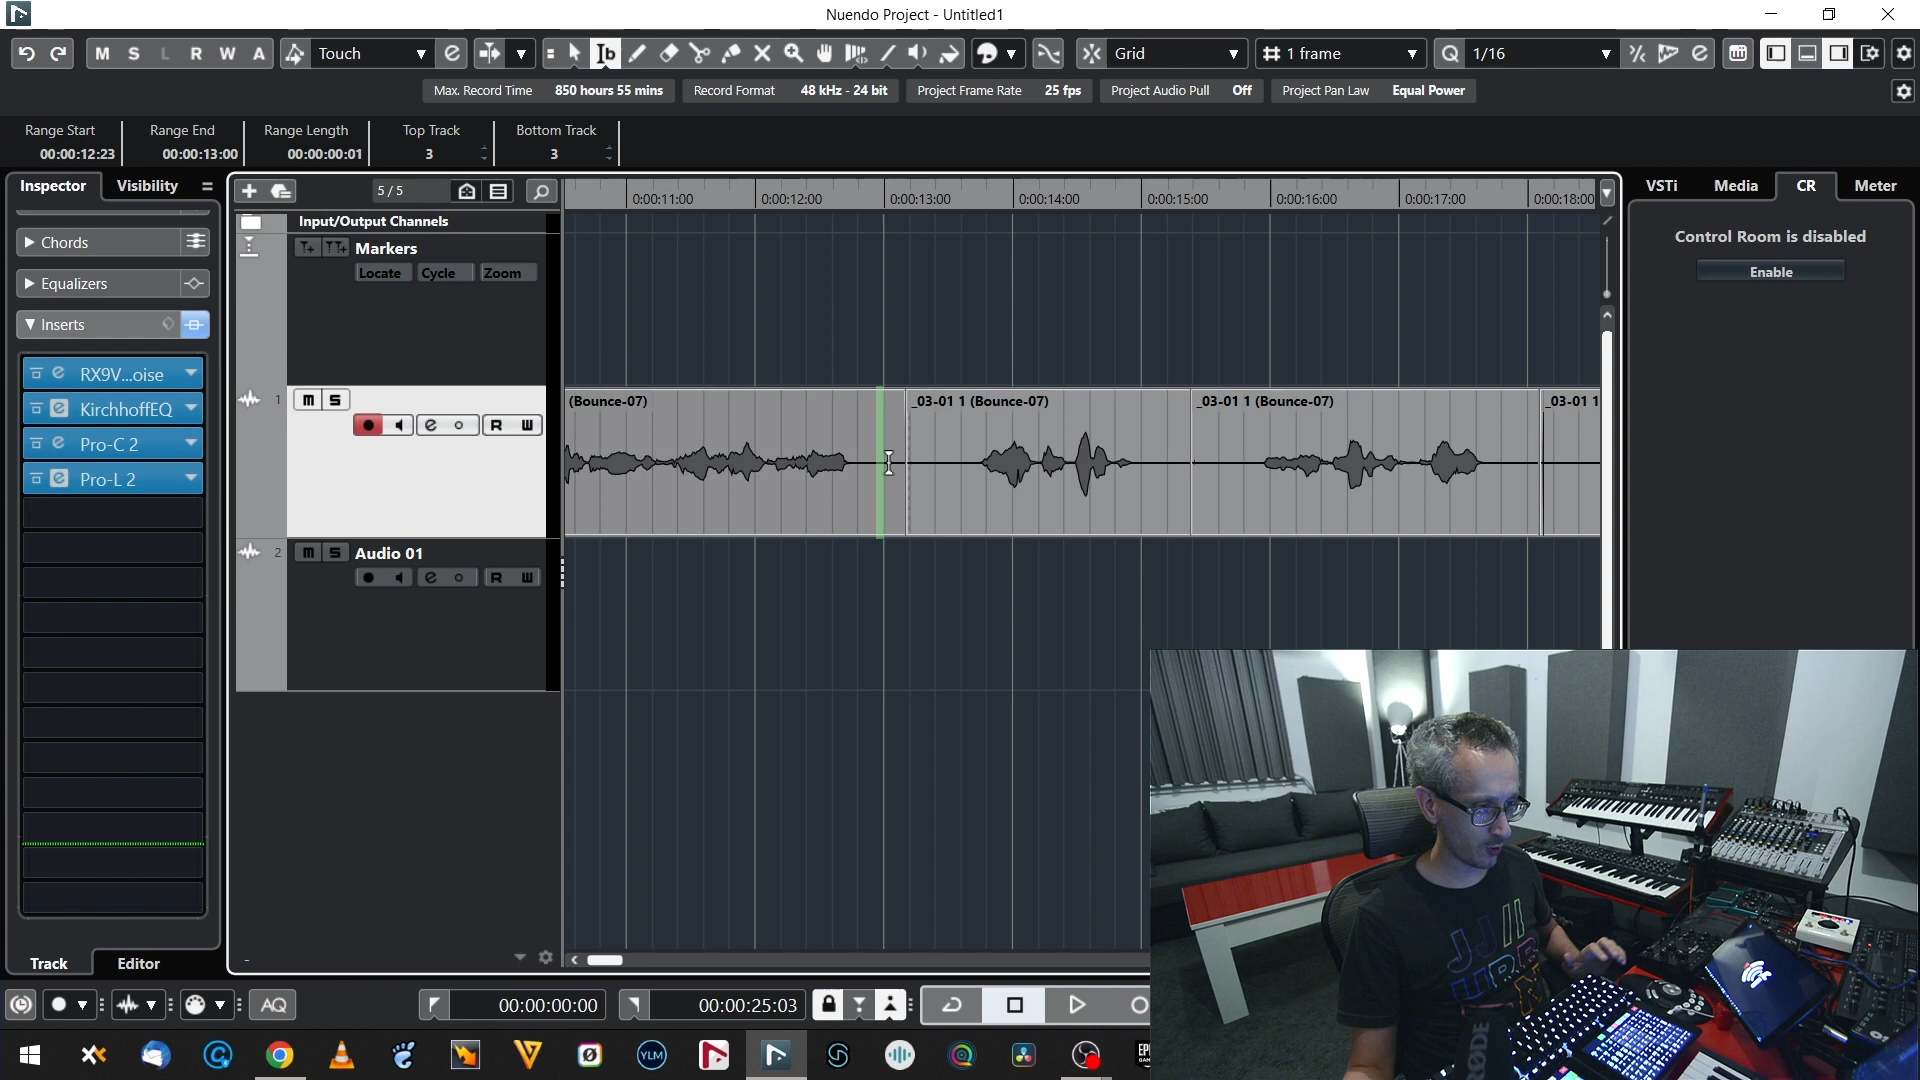 Nuendo Project - Untitled1
M S L R W A Touch Grid 1 frame Q 1/16
Max. Record Time 850 hours 55 mins Record Format 48 kHz - 24 bit Project Frame Rate 25 fps Project Audio Pull Off Project Pan Law Equal Power
Range Start Range End Range Length Top Track Bottom Track
00:00:12:23 00:00:13:00 00:00:00:01 3 3
Inspector Visibility 5/5 VSTi Media CR Meter
0:00:11:00 0:00:12:00 0:00:13:00 0:00:14:00 0:00:15:00 0:00:16:00 0:00:17:00 0:00:18:00
Input/Output Channels
Control Room is disabled
Enable
Chords
Markers
Locate Cycle Zoom
Equalizers
Inserts
RX9V...oise
KirchhoffEQ
Pro-C 2
Pro-L 2
1 m S
R W
(Bounce-07) _03-01 1 (Bounce-07) _03-01 1 (Bounce-07) _03-01 1
2 m S Audio 01
R W
Track Editor
AQ 00:00:00:00 00:00:25:03
YLM
EPIC
RØDE